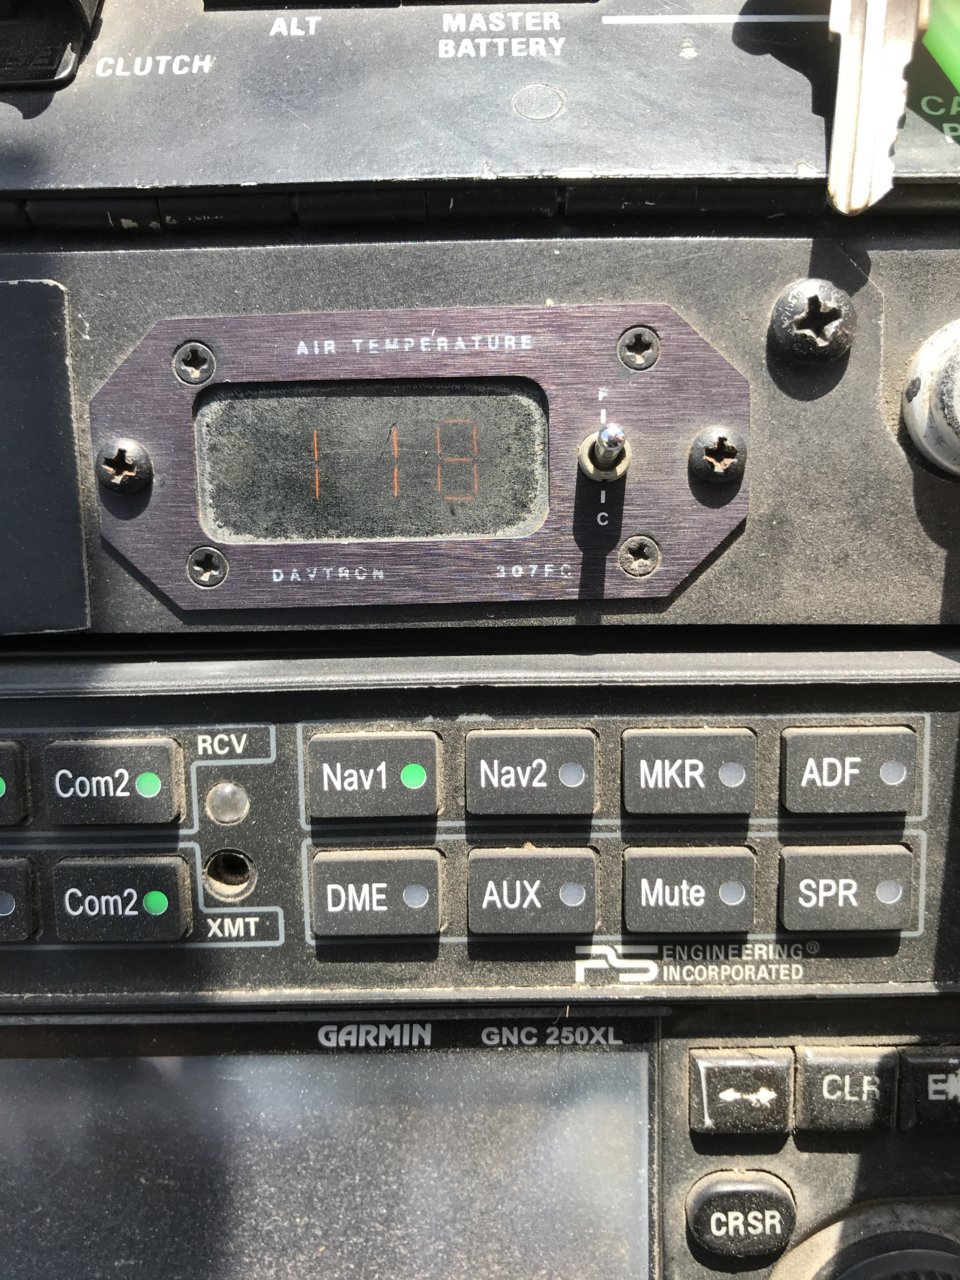 ALT
MASTER
BATTERY
CLUTCH
AIR TEMPERATURE
F
118
C
DAVTRON 307FC
RCV
Com2
Nav1
Nav2
MKR
ADF
Com2
XMT
DME
AUX
Mute
SPR
PS ENGINEERING®
INCORPORATED
GARMIN GNC 250XL
CLR
CRSR